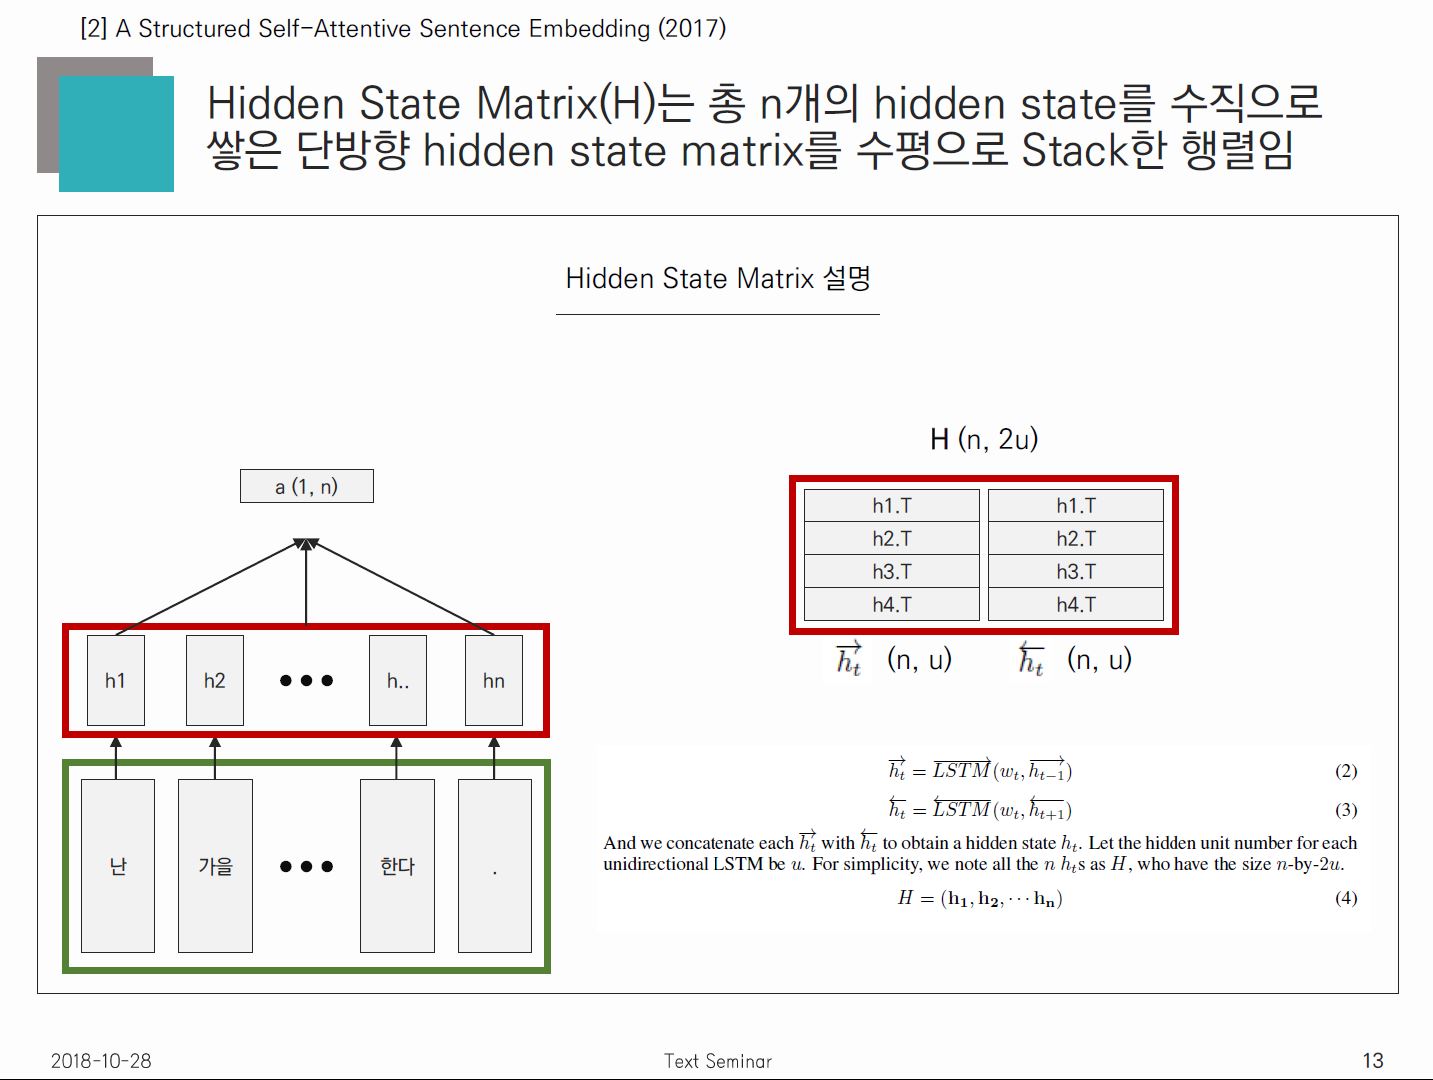 [2] A Structured Self-Attentive Sentence Embedding (2017)
Hidden State Matrix(H)는 총 n개의 hidden state를 수직으로
쌓은 단방향 hidden state matrix를 수평으로 Stack한 행렬임
Hidden State Matrix 설명
a (1, n)
h1 h2 ••• h.. hn
난 가을 ••• 한다 .
H (n, 2u)
h1.T h1.T
h2.T h2.T
h3.T h3.T
h4.T h4.T
$\overrightarrow{h_t}$ (n, u) $\overleftarrow{h_t}$ (n, u)
$\overrightarrow{h_t} = \overrightarrow{LSTM}(w_t, \overrightarrow{h_{t-1}})$ (2)
$\overleftarrow{h_t} = \overleftarrow{LSTM}(w_t, \overleftarrow{h_{t+1}})$ (3)
And we concatenate each $\overrightarrow{h_t}$ with $\overleftarrow{h_t}$ to obtain a hidden state $h_t$. Let the hidden unit number for each
unidirectional LSTM be $u$. For simplicity, we note all the $n$ $h_t$s as $H$, who have the size $n$-by-$2u$.
$H = (\mathbf{h_1}, \mathbf{h_2}, \cdots \mathbf{h_n})$ (4)
2018-10-28
Text Seminar
13